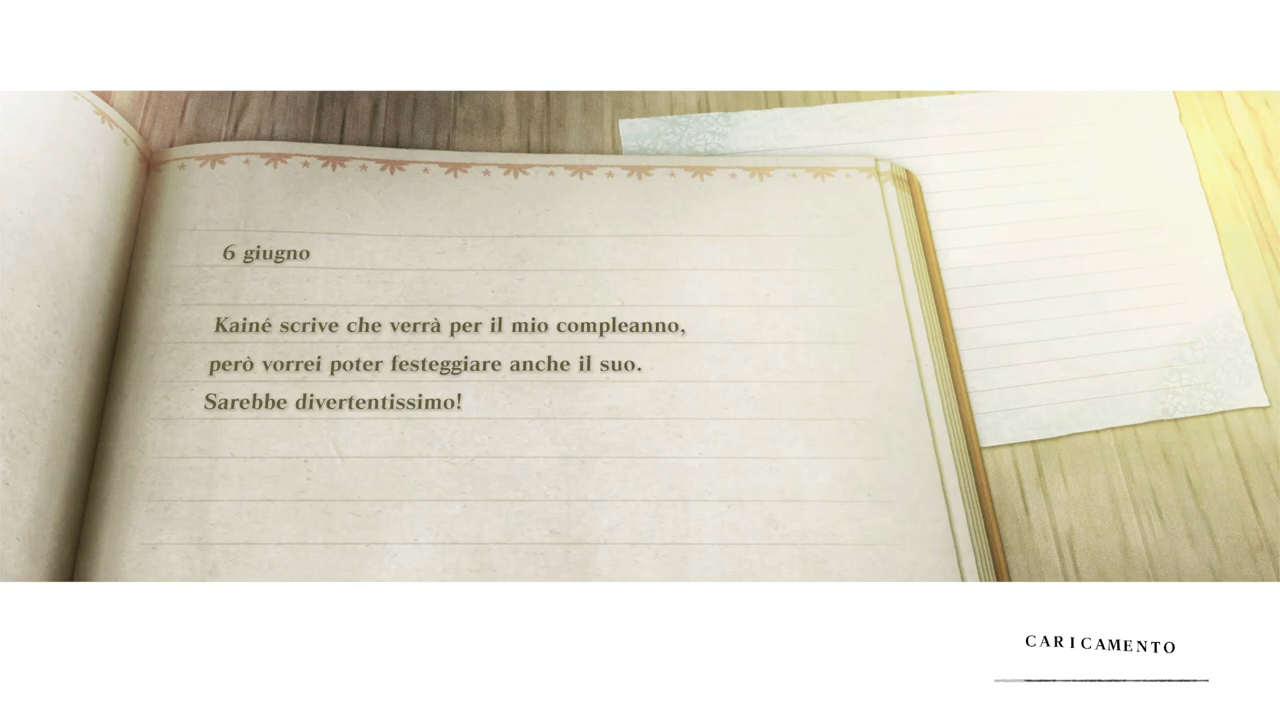 6 giugno
Kainé scrive che verrà per il mio compleanno,
però vorrei poter festeggiare anche il suo.
Sarebbe divertentissimo!
CARICAMENTO